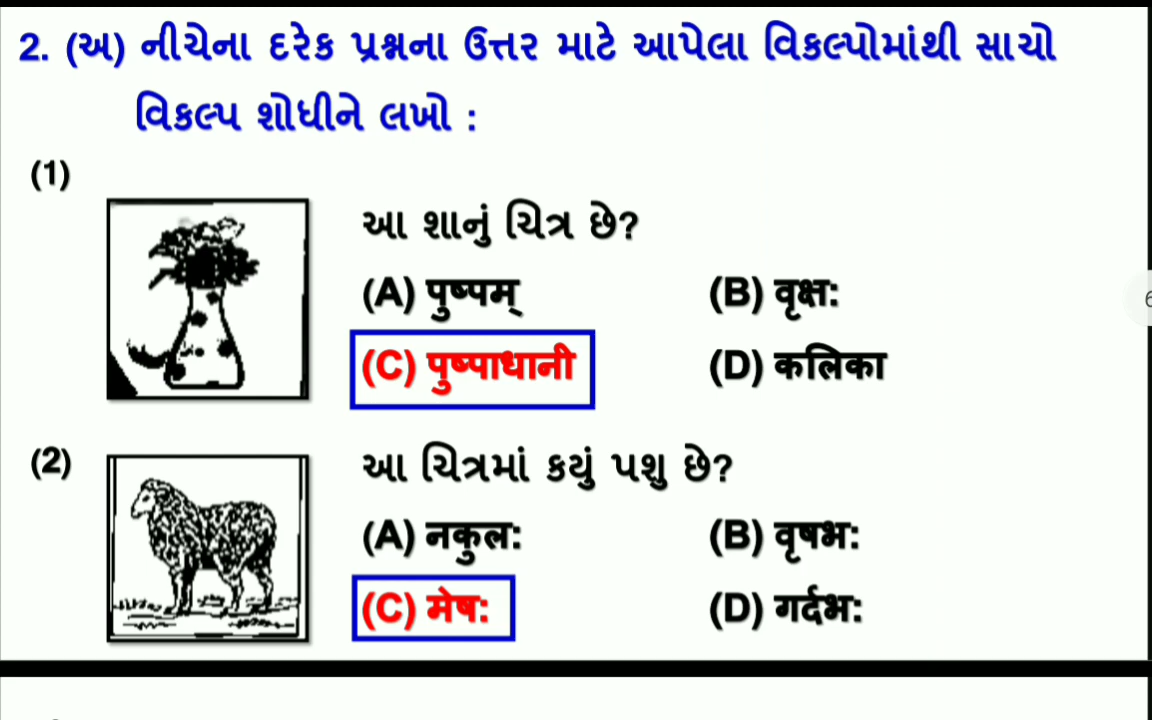 2. (અ) નીચેના દરેક પ્રશ્નના ઉત્તર માટે આપેલા વિકલ્પોમાંથી સાચો
વિકલ્પ શોધીને લખો :
(1)
આ શાનું ચિત્ર છે?
(A) पुष्पम् (B) वृक्ष:
(C) पुष्पाधानी (D) कलिका
(2) આ ચિત્રમાં કયું પશુ છે?
(A) नकुल: (B) वृषभ:
(C) मेष: (D) गर्दभ: